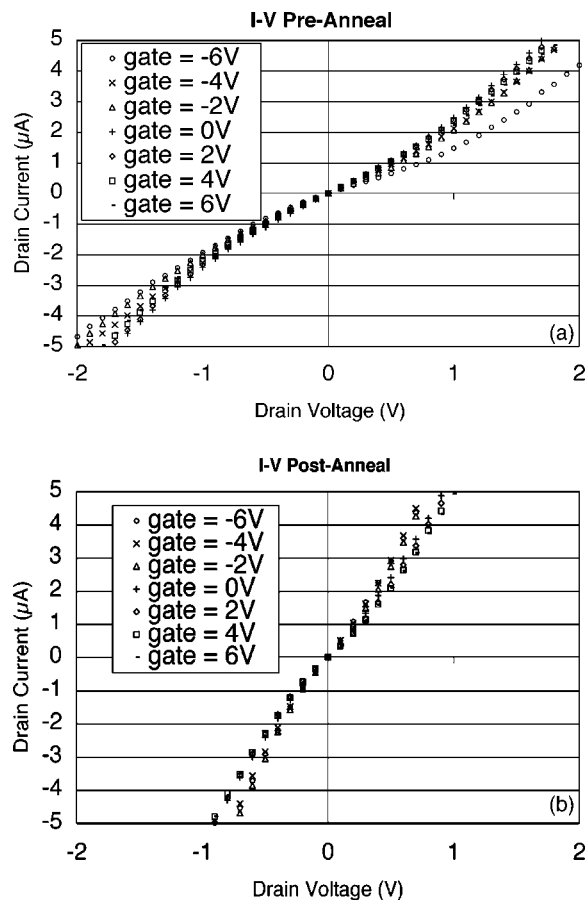 I-V Pre-Anneal
5
4
3
2
1
0
-1
-2
-3
-4
-5
Drain Current (µA)
gate = -6V
gate = -4V
gate = -2V
gate = 0V
gate = 2V
gate = 4V
gate = 6V
(a)
-2 -1 0 1 2
Drain Voltage (V)
I-V Post-Anneal
5
4
3
2
1
0
-1
-2
-3
-4
-5
Drain Current (µA)
gate = -6V
gate = -4V
gate = -2V
gate = 0V
gate = 2V
gate = 4V
gate = 6V
(b)
-2 -1 0 1 2
Drain Voltage (V)